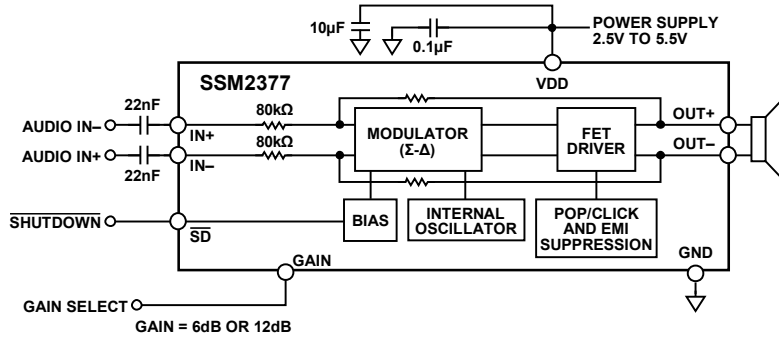 10µF
0.1µF
POWER SUPPLY
2.5V TO 5.5V
VDD
SSM2377
22nF
AUDIO IN–
IN+
80kΩ
AUDIO IN+
22nF
IN–
80kΩ
MODULATOR
(Σ-Δ)
FET
DRIVER
OUT+
OUT–
SHUTDOWN
SD
BIAS
INTERNAL
OSCILLATOR
POP/CLICK
AND EMI
SUPPRESSION
GAIN
GND
GAIN SELECT
GAIN = 6dB OR 12dB